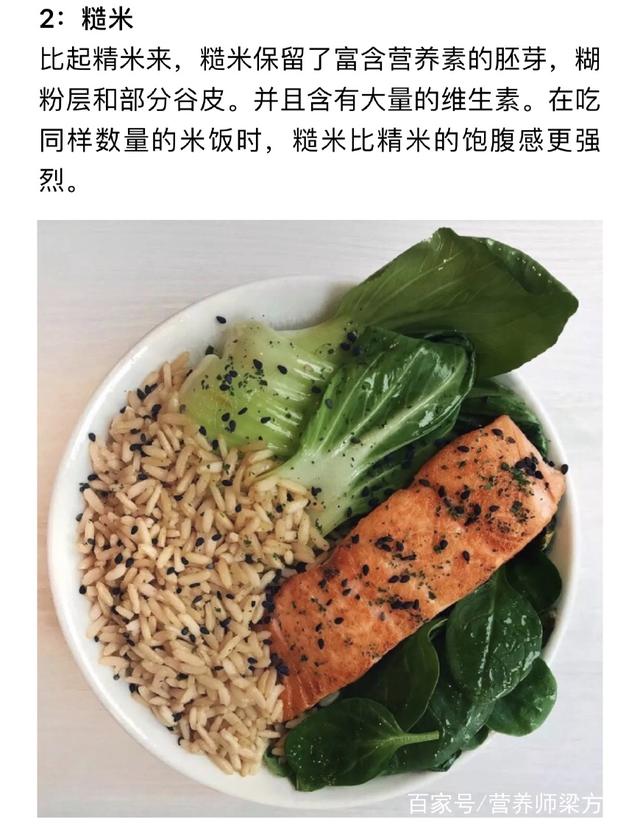 2：糙米
比起精米来，糙米保留了富含营养素的胚芽，糊
粉层和部分谷皮。并且含有大量的维生素。在吃
同样数量的米饭时，糙米比精米的饱腹感更强
烈。
百家号/营养师梁方